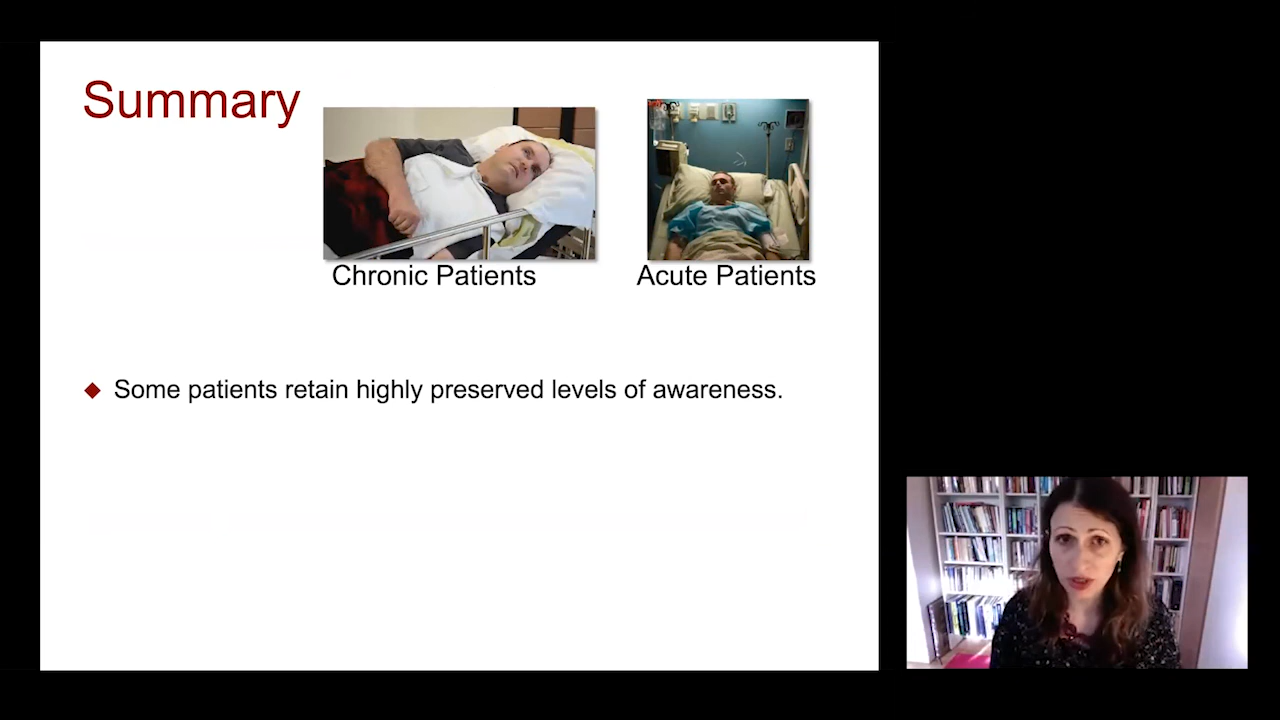 Summary
Chronic Patients
Acute Patients
Some patients retain highly preserved levels of awareness.